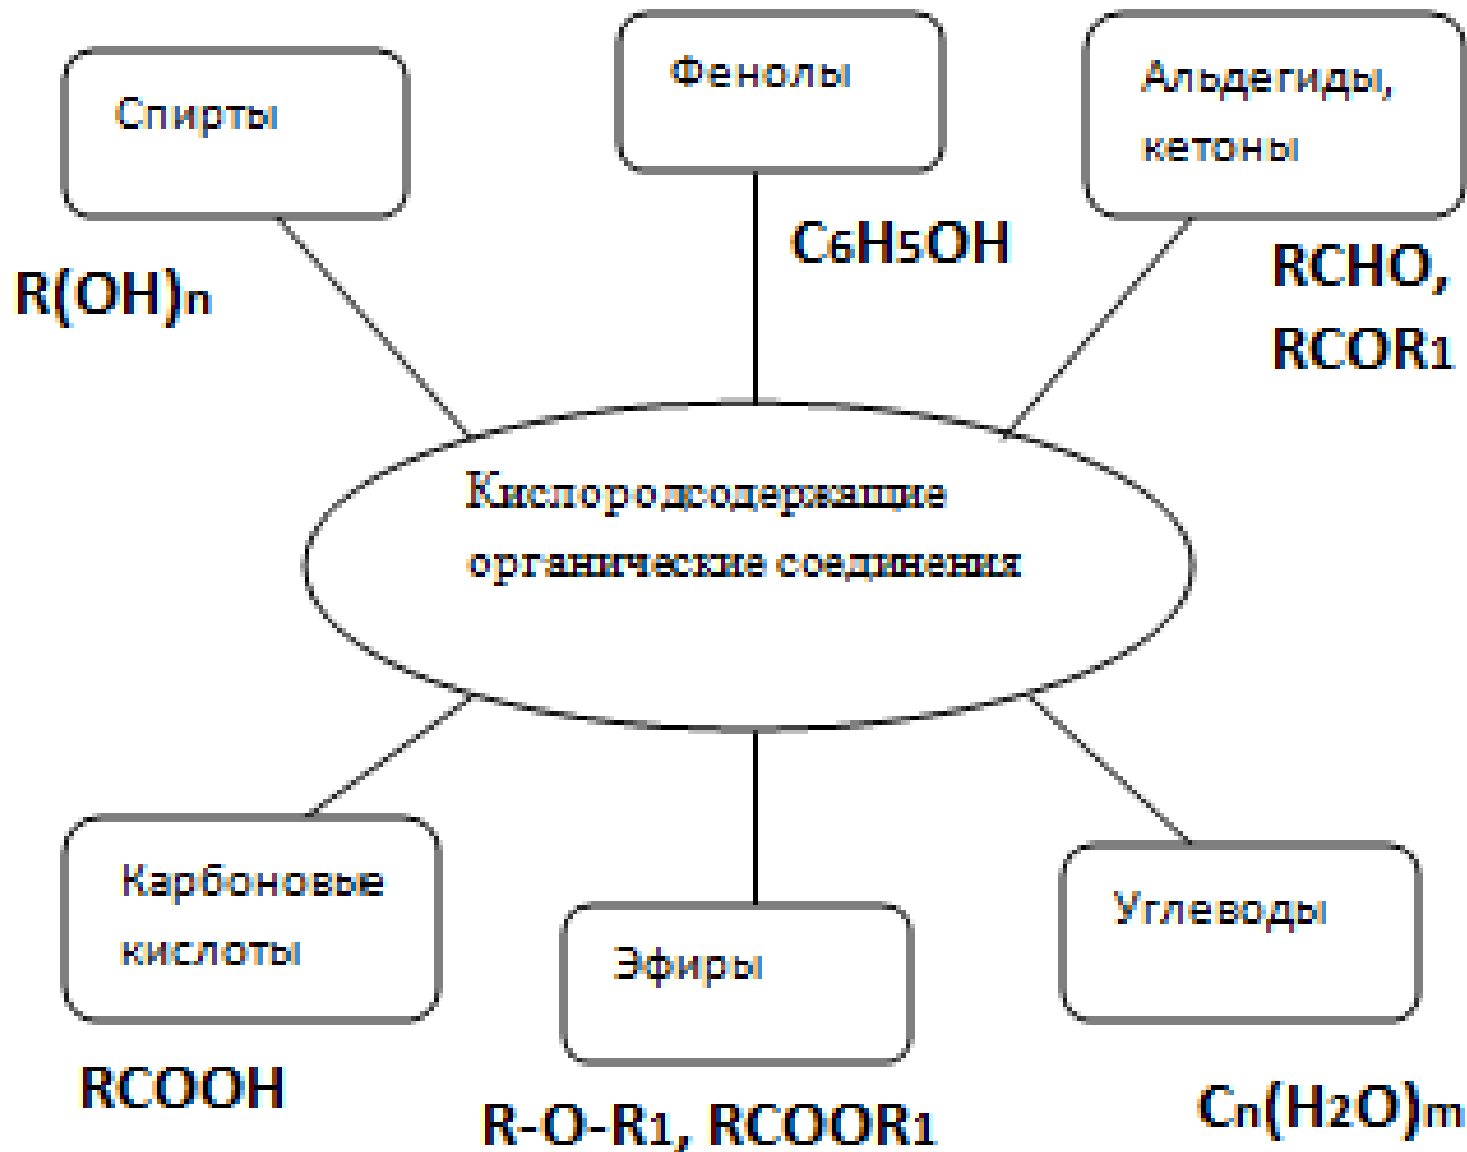 Спирты
R(OH)n
Фенолы
C6H5OH
Альдегиды,
кетоны
RCHO,
RCOR1
Кислородсодержащие
органические соединения
Карбоновые
кислоты
RCOOH
Эфиры
R-O-R1, RCOOR1
Углеводы
Cn(H2O)m